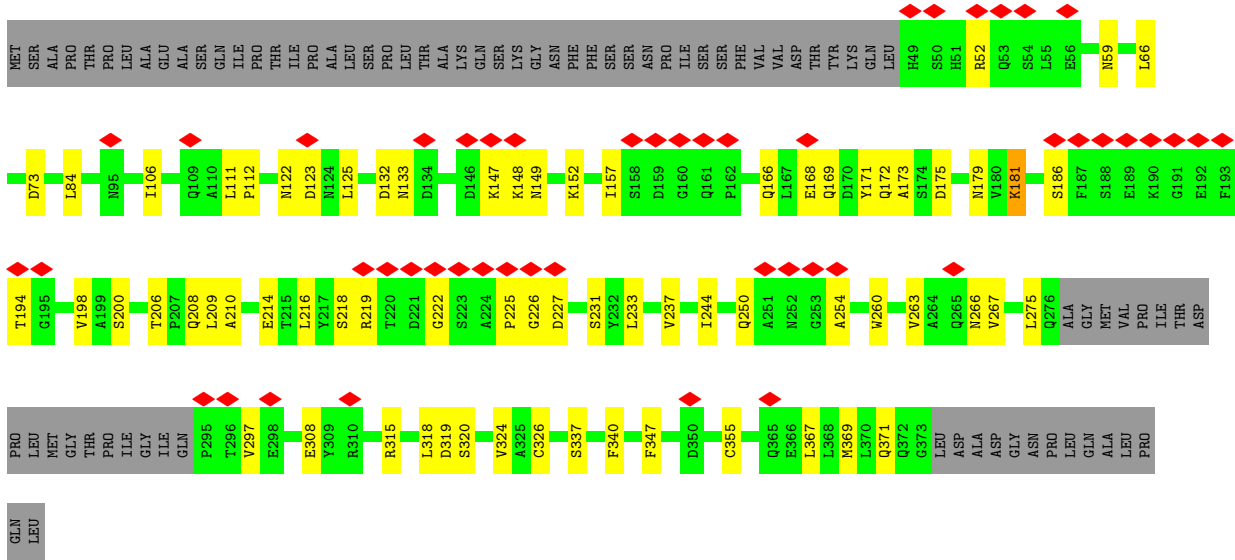 MET SER ALA PRO THR PRO LEU ALA GLU ALA SER GLN ILE PRO THR ILE PRO ALA LEU SER PRO LEU THR ALA LYS GLN SER LYS GLY ASN PHE PHE SER SER ASN PRO ILE SER SER PHE VAL VAL ASP THR TYR LYS GLN LEU H49 S50 H51 R52 Q53 S54 L55 E56 N59 L66
D73 L84 N95 I106 Q109 A110 L111 P112 N122 D123 N124 L125 D132 N133 D134 D146 K147 K148 N149 K152 I157 S158 D159 G160 Q161 P162 Q166 L167 E168 Q169 D170 Y171 Q172 A173 S174 D175 N179 V180 K181 S186 F187 S188 E189 K190 G191 E192 F193
T194 G195 V198 A199 S200 T206 P207 Q208 L209 A210 E214 T215 L216 Y217 S218 R219 T220 D221 G222 S223 A224 P225 G226 D227 S231 Y232 L233 V237 I244 Q250 A251 N252 G253 A254 W260 V263 A264 Q265 N266 V267 L275 Q276 ALA GLY MET VAL PRO ILE THR ASP
PRO LEU MET GLY THR PRO ILE GLY ILE GLN P295 T296 V297 E298 E308 Y309 R310 R315 L318 D319 S320 V324 A325 C326 S337 F340 F347 D350 C355 Q365 E366 L367 L368 M369 L370 Q371 Q372 G373 LEU ASP ALA ASP GLY ASN PRO LEU GLN ALA LEU PRO
GLN LEU